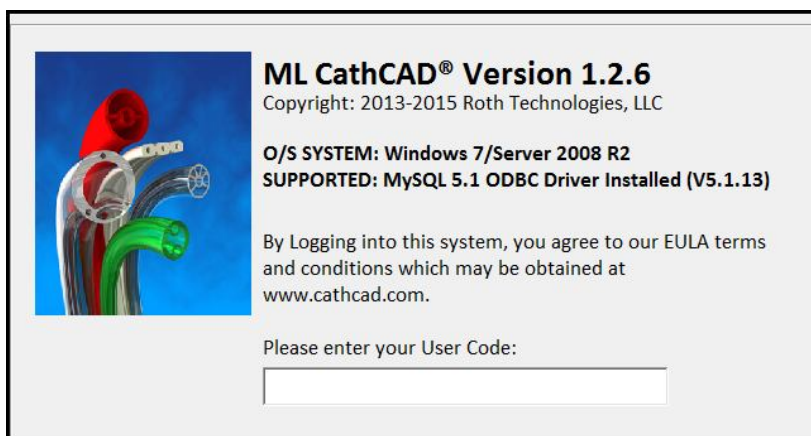 ML CathCAD® Version 1.2.6
Copyright: 2013-2015 Roth Technologies, LLC
O/S SYSTEM: Windows 7/Server 2008 R2
SUPPORTED: MySQL 5.1 ODBC Driver Installed (V5.1.13)
By Logging into this system, you agree to our EULA terms
and conditions which may be obtained at
www.cathcad.com.
Please enter your User Code: